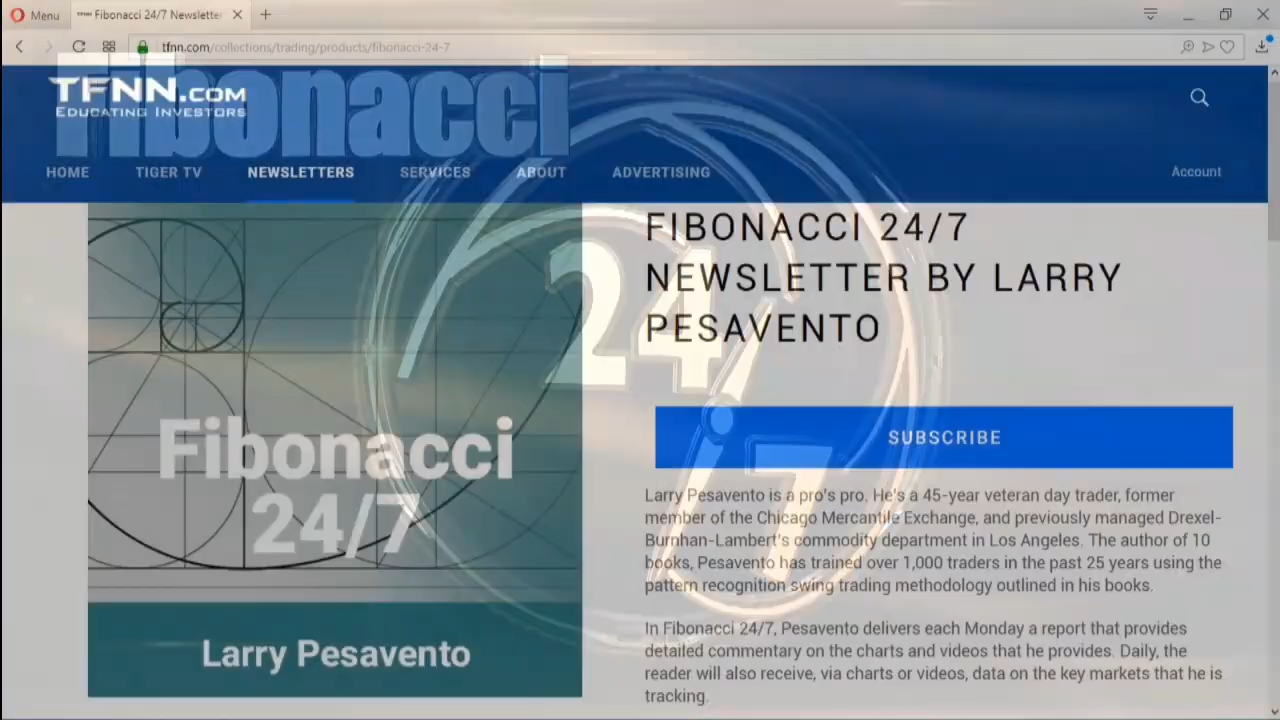 Menu
Fibonacci 24/7 Newsletter
tfnn.com/collections/trading/products/fibonacci-24-7
Fibonacci
TFNN.COM
EDUCATING INVESTORS
HOME TIGER TV NEWSLETTERS SERVICES ABOUT ADVERTISING Account
24
7
FIBONACCI 24/7
NEWSLETTER BY LARRY
PESAVENTO
Fibonacci
24/7
Larry Pesavento
SUBSCRIBE
Larry Pesavento is a pro's pro. He's a 45-year veteran day trader, former
member of the Chicago Mercantile Exchange, and previously managed Drexel-
Burnhan-Lambert's commodity department in Los Angeles. The author of 10
books, Pesavento has trained over 1,000 traders in the past 25 years using the
pattern recognition swing trading methodology outlined in his books.
In Fibonacci 24/7, Pesavento delivers each Monday a report that provides
detailed commentary on the charts and videos that he provides. Daily, the
reader will also receive, via charts or videos, data on the key markets that he is
tracking.